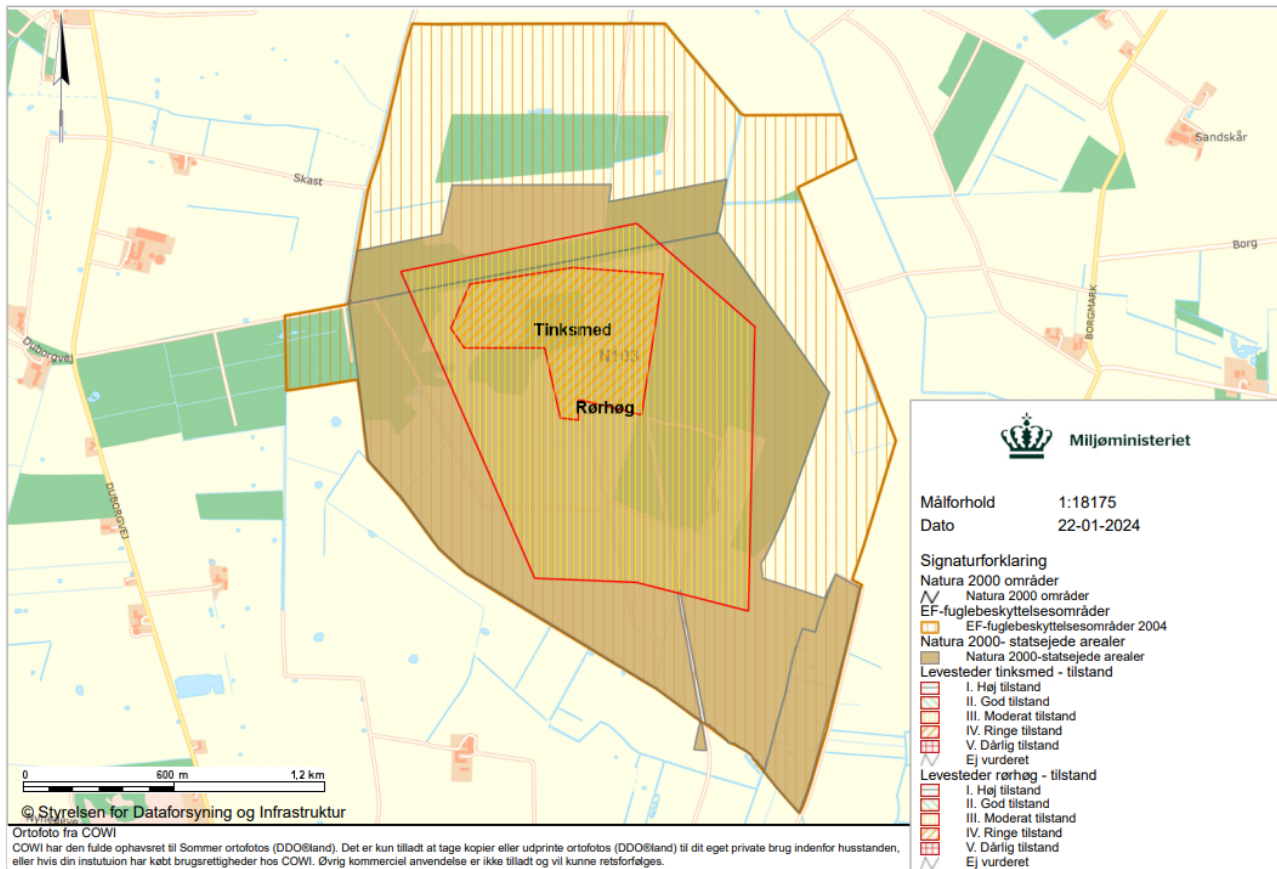 Sandskår
Skast
Borg
BORGMARK
Tinksmed
N103
Duborgvej
Rørhøg
DUBORGVEJ
Miljøministeriet
Målforhold 1:18175
Dato 22-01-2024
Signaturforklaring
Natura 2000 områder
Natura 2000 områder
EF-fuglebeskyttelsesområder
EF-fuglebeskyttelsesområder 2004
Natura 2000- statsejede arealer
Natura 2000-statsejede arealer
Levesteder tinksmed - tilstand
I. Høj tilstand
II. God tilstand
III. Moderat tilstand
IV. Ringe tilstand
V. Dårlig tilstand
Ej vurderet
Levesteder rørhøg - tilstand
I. Høj tilstand
II. God tilstand
III. Moderat tilstand
IV. Ringe tilstand
V. Dårlig tilstand
Ej vurderet
0 600 m 1,2 km
© Styrelsen for Dataforsyning og Infrastruktur
Ortofoto fra COWI
COWI har den fulde ophavsret til Sommer ortofotos (DDO®land). Det er kun tilladt at tage kopier eller udprinte ortofotos (DDO®land) til dit eget private brug indenfor husstanden,
eller hvis din instutuion har købt brugsrettigheder hos COWI. Øvrig kommerciel anvendelse er ikke tilladt og vil kunne retsforfølges.